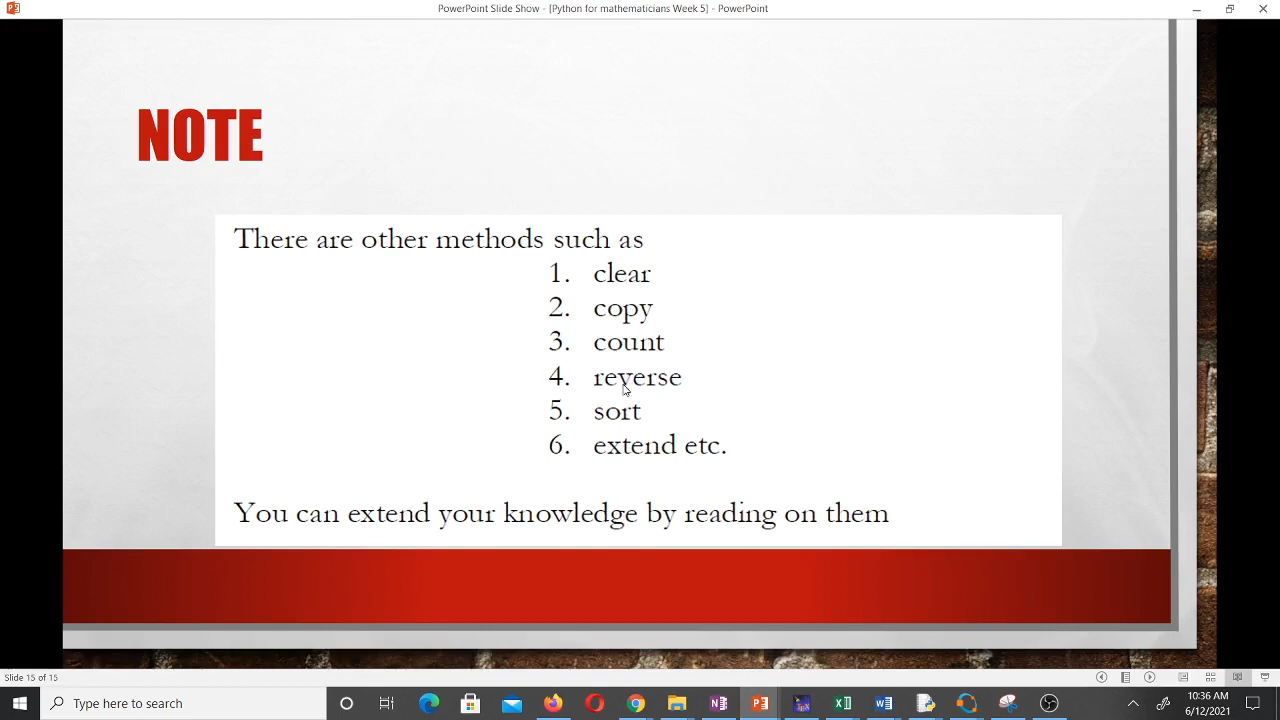 PowerPoint Slide Show - [Python for mathematicians Week 5] - PowerPoint
NOTE
There are other methods such as
1. clear
2. copy
3. count
4. reverse
5. sort
6. extend etc.
You can extend your knowledge by reading on them
Slide 15 of 15
Type here to search
10:36 AM
6/12/2021